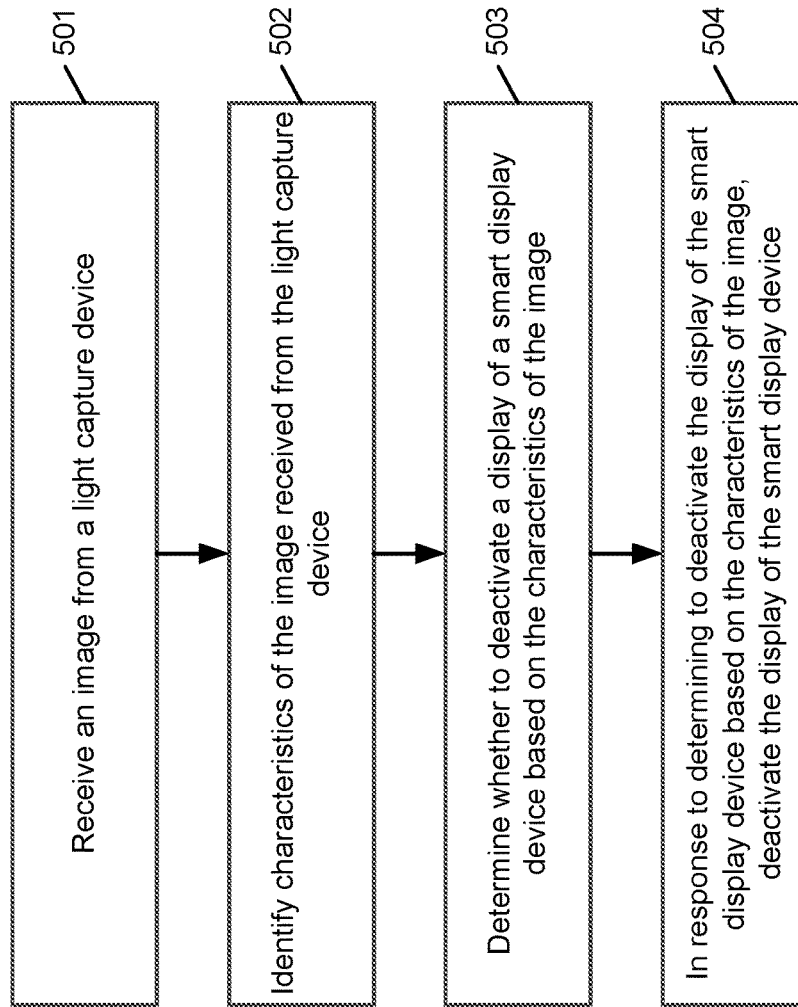 Receive an image from a light capture device
501
Identify characteristics of the image received from the light capture
device
502
Determine whether to deactivate a display of a smart display
device based on the characteristics of the image
503
In response to determining to deactivate the display of the smart
display device based on the characteristics of the image,
deactivate the display of the smart display device
504